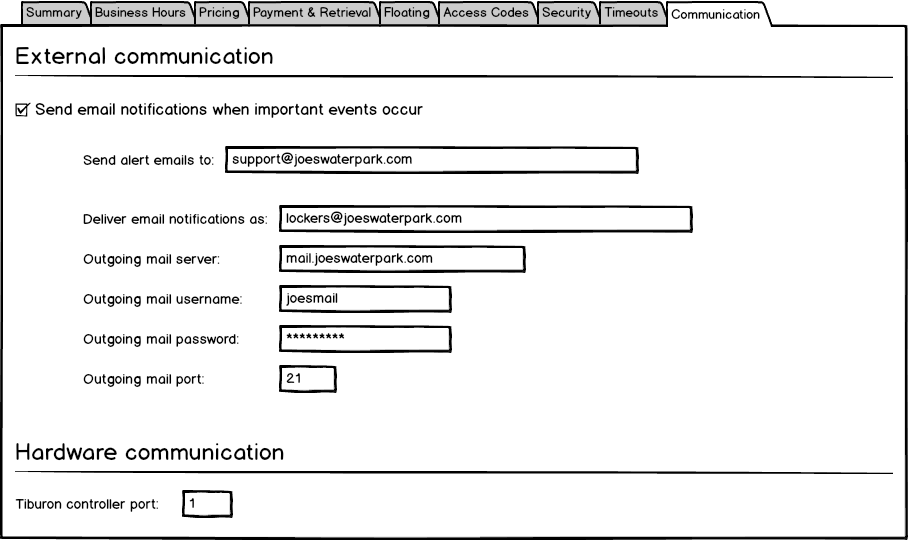 Summary Business Hours Pricing Payment & Retrieval Floating Access Codes Security Timeouts Communication
External communication
Send email notifications when important events occur
Send alert emails to: support@joeswaterpark.com
Deliver email notifications as: lockers@joeswaterpark.com
Outgoing mail server: mail.joeswaterpark.com
Outgoing mail username: joesmail
Outgoing mail password: *********
Outgoing mail port: 21
Hardware communication
Tiburon controller port: 1